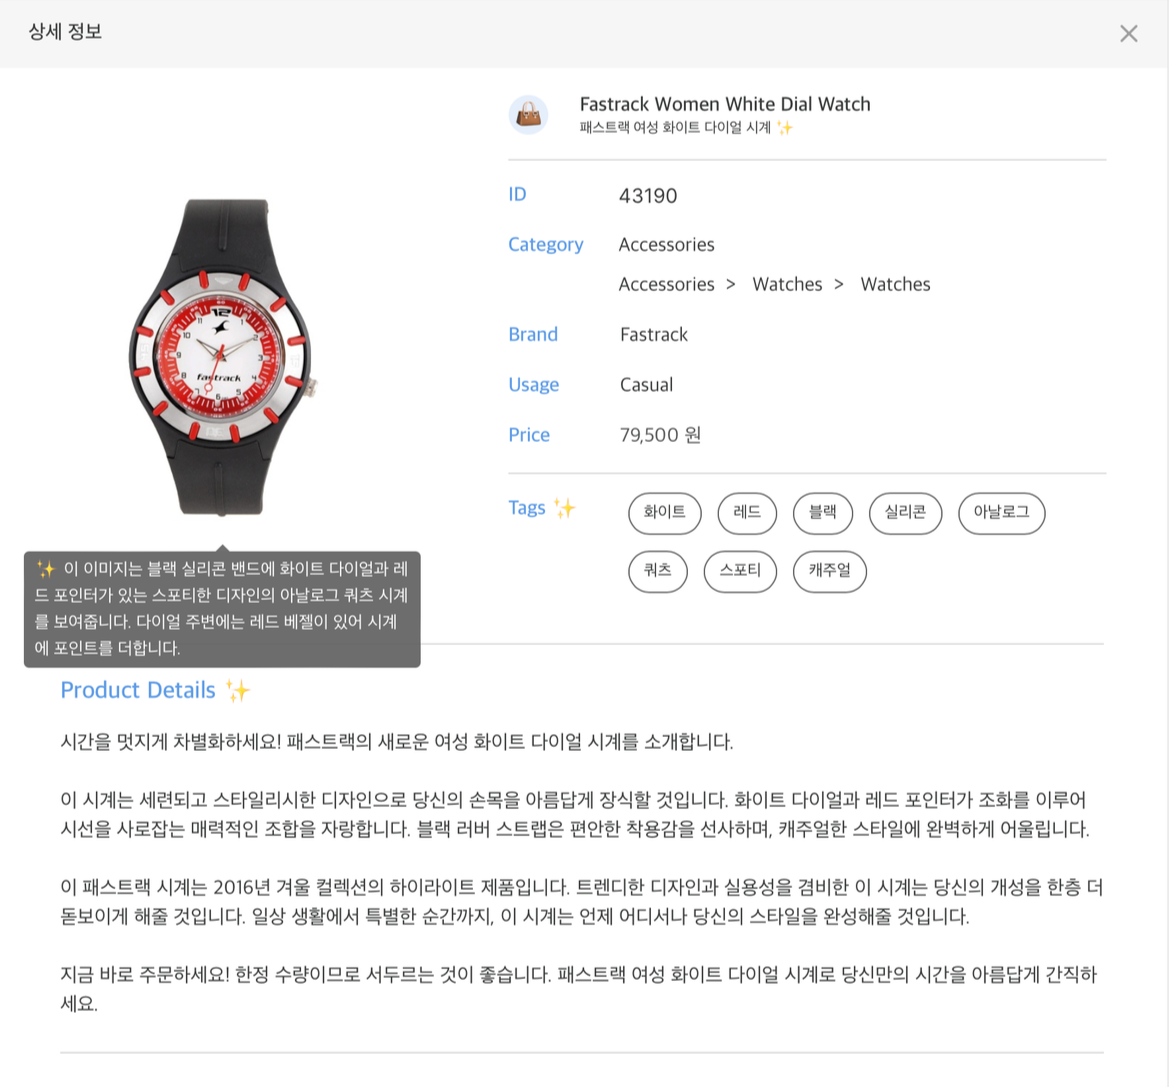 상세 정보
Fastrack Women White Dial Watch
패스트랙 여성 화이트 다이얼 시계 ✨
ID 43190
Category Accessories
Accessories > Watches > Watches
Brand Fastrack
Usage Casual
Price 79,500 원
Tags ✨ 화이트 레드 블랙 실리콘 아날로그
쿼츠 스포티 캐주얼
12
11
1
10
2
9
3
8
fastrack
4
7
5
6
✨ 이 이미지는 블랙 실리콘 밴드에 화이트 다이얼과 레
드 포인터가 있는 스포티한 디자인의 아날로그 쿼츠 시계
를 보여줍니다. 다이얼 주변에는 레드 베젤이 있어 시계
에 포인트를 더합니다.
Product Details ✨
시간을 멋지게 차별화하세요! 패스트랙의 새로운 여성 화이트 다이얼 시계를 소개합니다.
이 시계는 세련되고 스타일리시한 디자인으로 당신의 손목을 아름답게 장식할 것입니다. 화이트 다이얼과 레드 포인터가 조화를 이루어
시선을 사로잡는 매력적인 조합을 자랑합니다. 블랙 러버 스트랩은 편안한 착용감을 선사하며, 캐주얼한 스타일에 완벽하게 어울립니다.
이 패스트랙 시계는 2016년 겨울 컬렉션의 하이라이트 제품입니다. 트렌디한 디자인과 실용성을 겸비한 이 시계는 당신의 개성을 한층 더
돋보이게 해줄 것입니다. 일상 생활에서 특별한 순간까지, 이 시계는 언제 어디서나 당신의 스타일을 완성해줄 것입니다.
지금 바로 주문하세요! 한정 수량이므로 서두르는 것이 좋습니다. 패스트랙 여성 화이트 다이얼 시계로 당신만의 시간을 아름답게 간직하
세요.